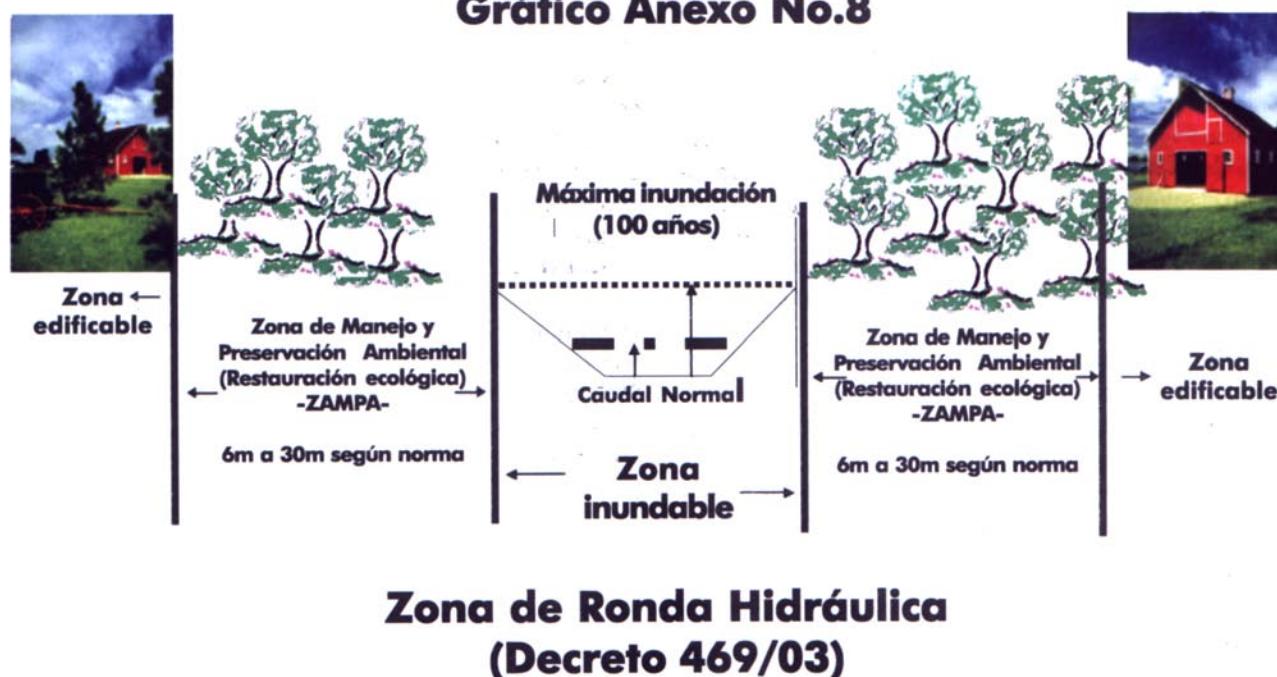 Gráfico Anexo No.8
Máxima inundación
(100 años)
Zona
edificable
Zona de Manejo y
Preservación Ambiental
(Restauración ecológica)
-ZAMPA-
6m a 30m según norma
Caudal Normal
Zona
inundable
Zona de Manejo y
Preservación Ambiental
(Restauración ecológica)
-ZAMPA-
6m a 30m según norma
Zona
edificable
Zona de Ronda Hidráulica
(Decreto 469/03)